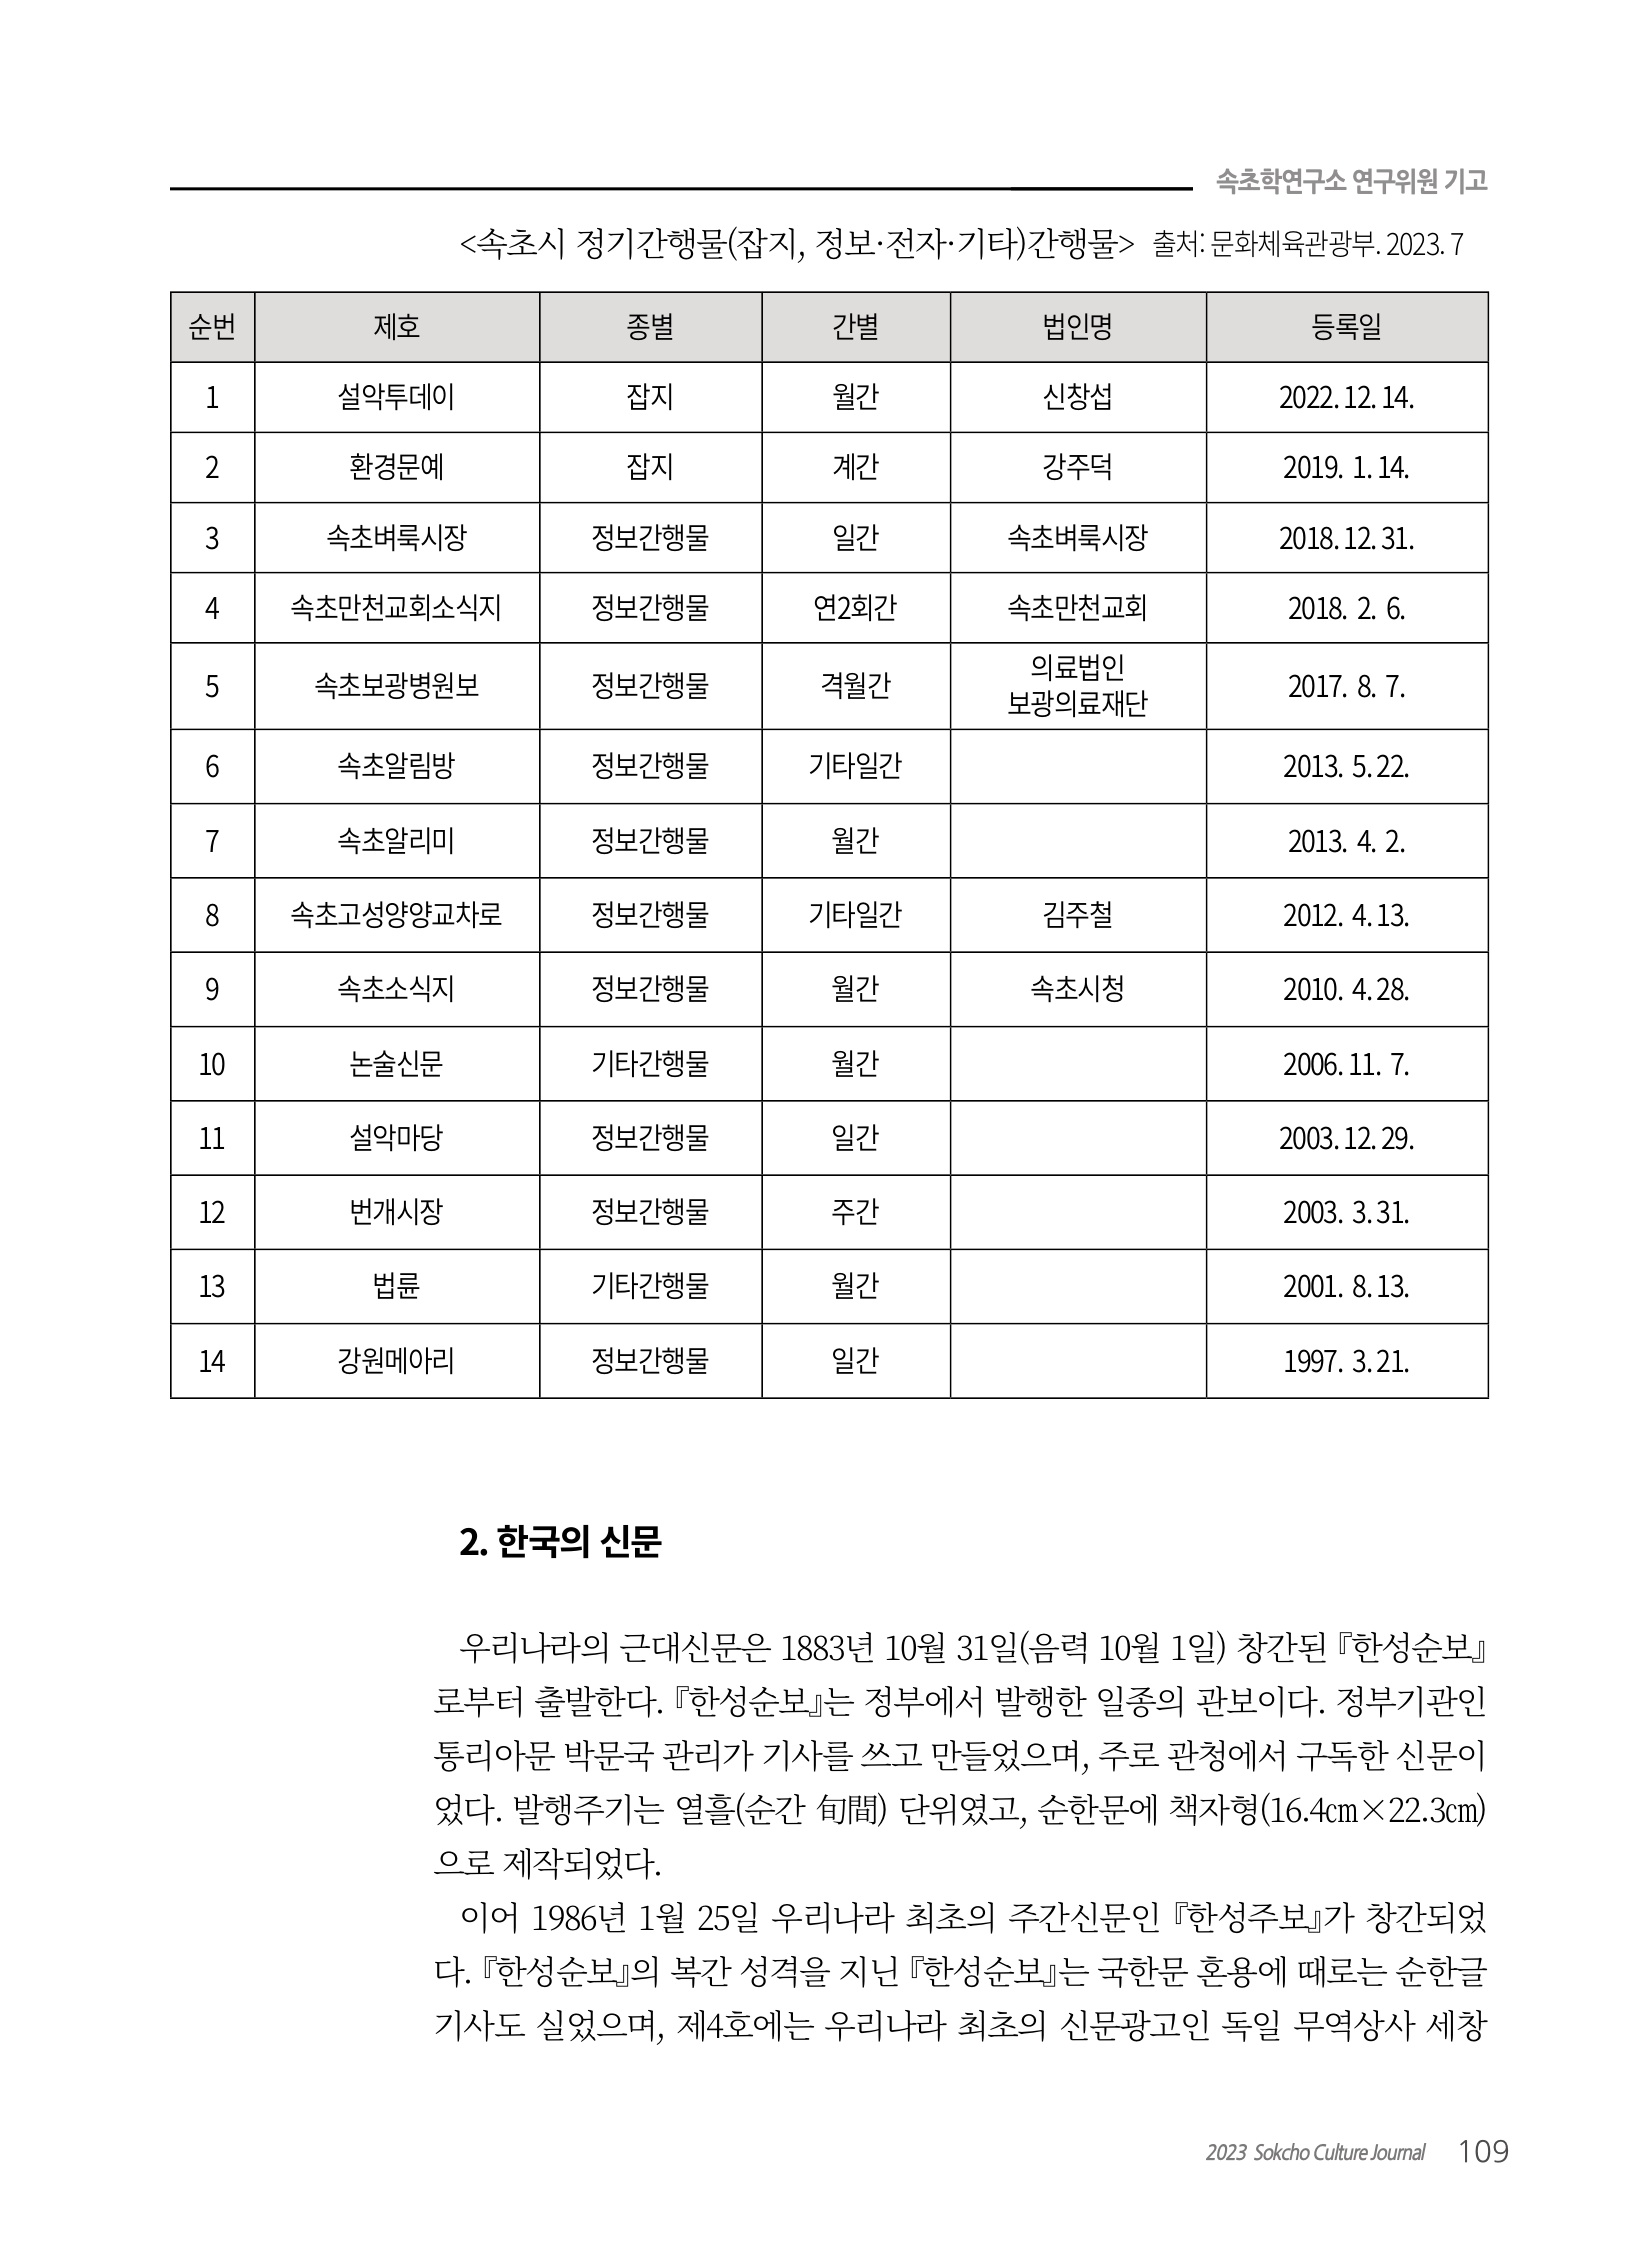 속초학연구소 연구위원 기고
<속초시 정기간행물(잡지, 정보·전자·기타)간행물> 출처: 문화체육관광부. 2023. 7
순번 제호 종별 간별 법인명 등록일
1 설악투데이 잡지 월간 신창섭 2022. 12. 14.
2 환경문예 잡지 계간 강주덕 2019. 1. 14.
3 속초벼룩시장 정보간행물 일간 속초벼룩시장 2018. 12. 31.
4 속초만천교회소식지 정보간행물 연2회간 속초만천교회 2018. 2. 6.
5 속초보광병원보 정보간행물 격월간 의료법인 보광의료재단 2017. 8. 7.
6 속초알림방 정보간행물 기타일간 2013. 5. 22.
7 속초알리미 정보간행물 월간 2013. 4. 2.
8 속초고성양양교차로 정보간행물 기타일간 김주철 2012. 4. 13.
9 속초소식지 정보간행물 월간 속초시청 2010. 4. 28.
10 논술신문 기타간행물 월간 2006. 11. 7.
11 설악마당 정보간행물 일간 2003. 12. 29.
12 번개시장 정보간행물 주간 2003. 3. 31.
13 법륜 기타간행물 월간 2001. 8. 13.
14 강원메아리 정보간행물 일간 1997. 3. 21.
2. 한국의 신문
우리나라의 근대신문은 1883년 10월 31일(음력 10월 1일) 창간된 『한성순보』
로부터 출발한다. 『한성순보』는 정부에서 발행한 일종의 관보이다. 정부기관인
통리아문 박문국 관리가 기사를 쓰고 만들었으며, 주로 관청에서 구독한 신문이
었다. 발행주기는 열흘(순간 旬間) 단위였고, 순한문에 책자형(16.4㎝×22.3㎝)
으로 제작되었다.
이어 1986년 1월 25일 우리나라 최초의 주간신문인 『한성주보』가 창간되었
다. 『한성순보』의 복간 성격을 지닌 『한성순보』는 국한문 혼용에 때로는 순한글
기사도 실었으며, 제4호에는 우리나라 최초의 신문광고인 독일 무역상사 세창
2023 Sokcho Culture Journal 109